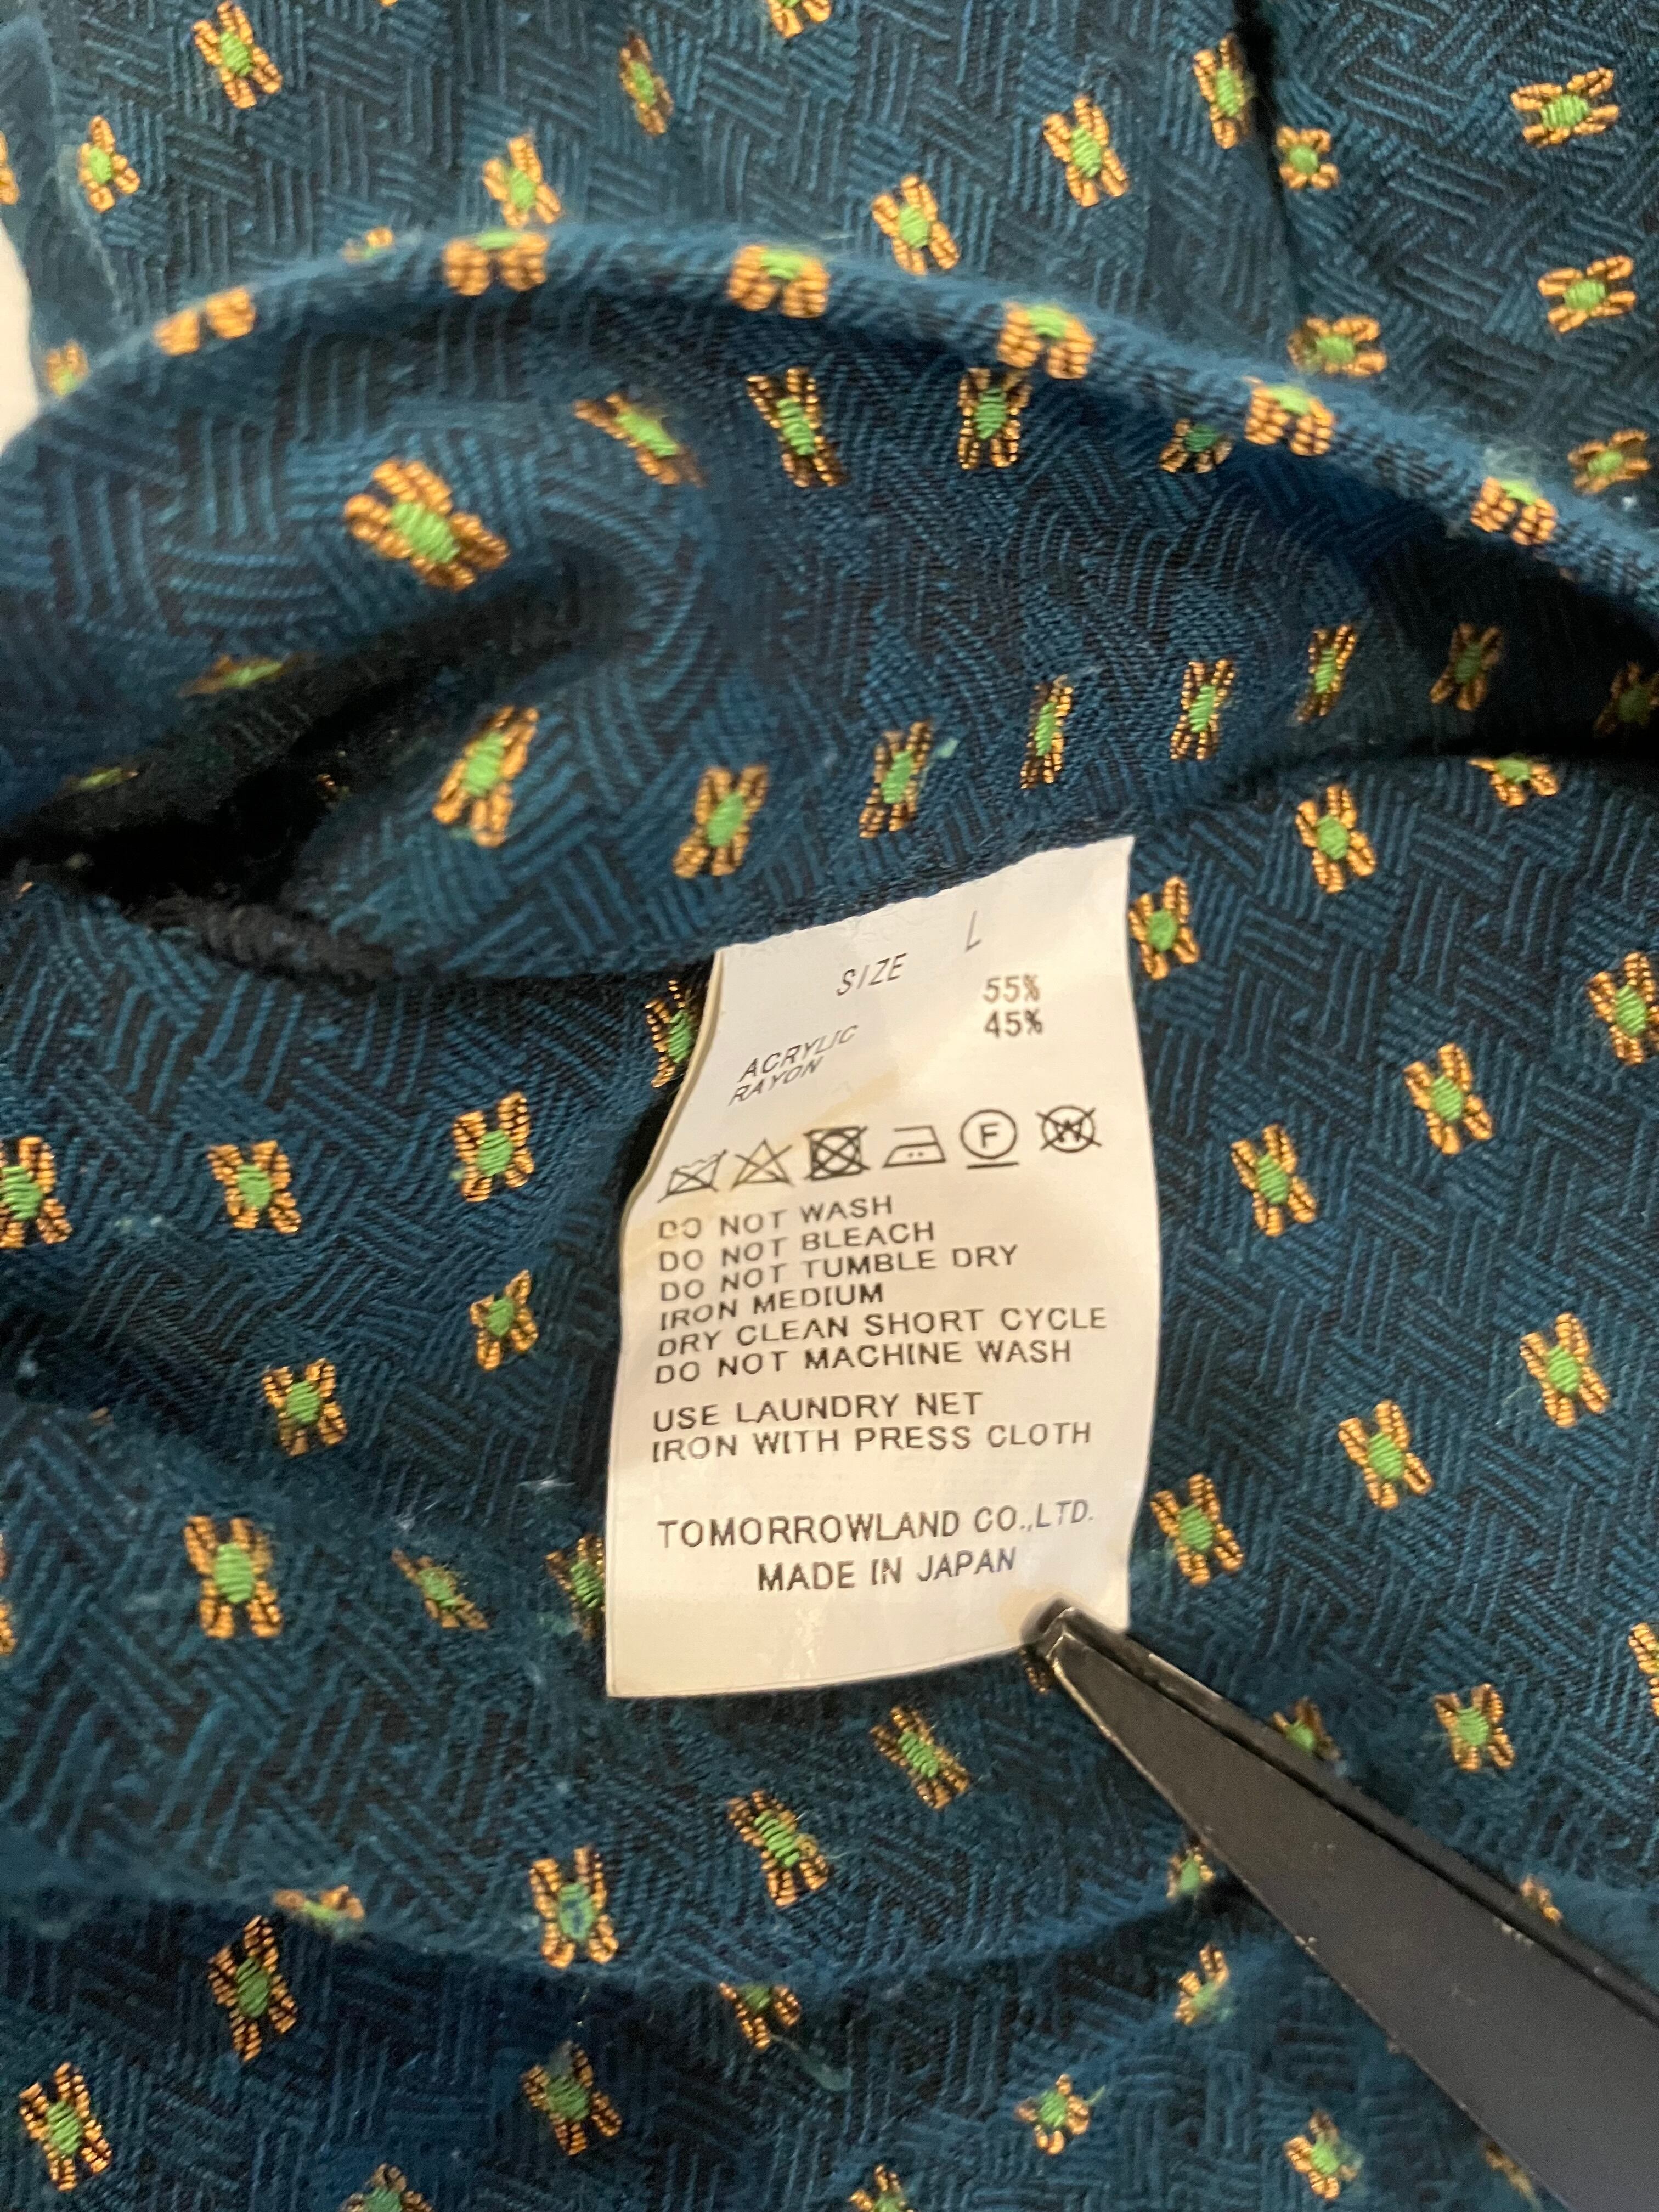 SIZE L
ACRYLIC 55%
RAYON 45%
F W
DO NOT WASH
DO NOT BLEACH
DO NOT TUMBLE DRY
IRON MEDIUM
DRY CLEAN SHORT CYCLE
DO NOT MACHINE WASH
USE LAUNDRY NET
IRON WITH PRESS CLOTH
TOMORROWLAND CO.,LTD.
MADE IN JAPAN